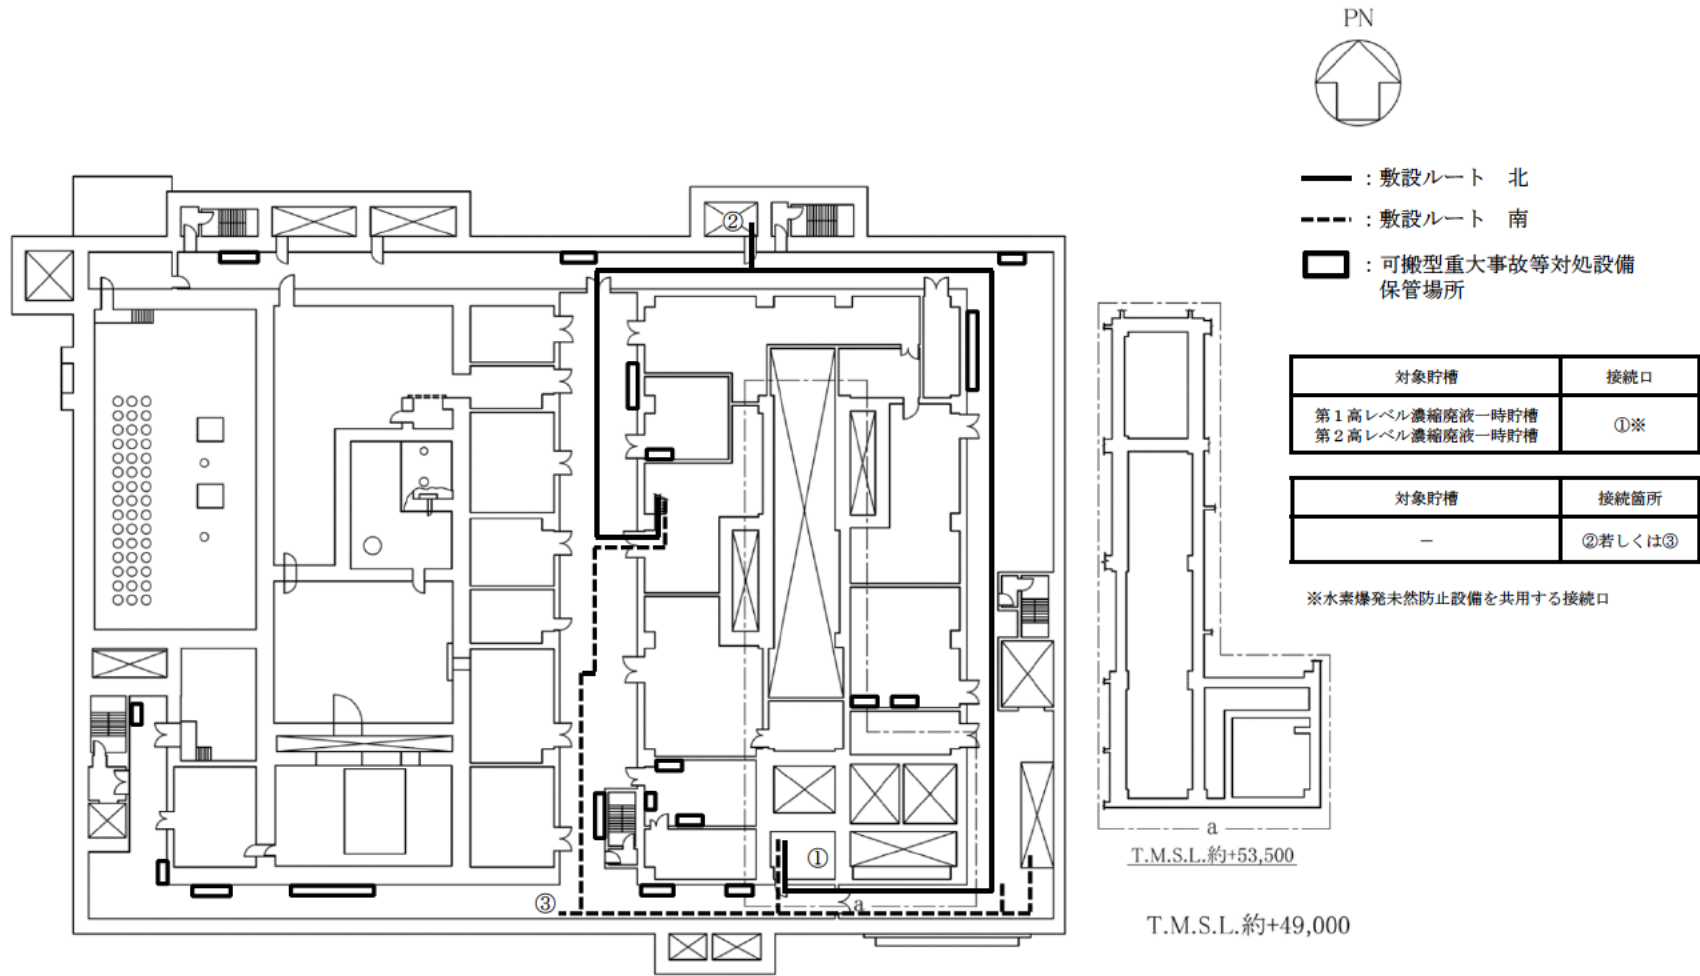 PN
：敷設ルート　北
：敷設ルート　南
：可搬型重大事故等対処設備
保管場所
対象貯槽　接続口
第１高レベル濃縮廃液一時貯槽
第２高レベル濃縮廃液一時貯槽
①※
対象貯槽　接続箇所
－　②若しくは③
※水素爆発未然防止設備を共用する接続口
②
①
③
a
a
T.M.S.L.約+53,500
T.M.S.L.約+49,000